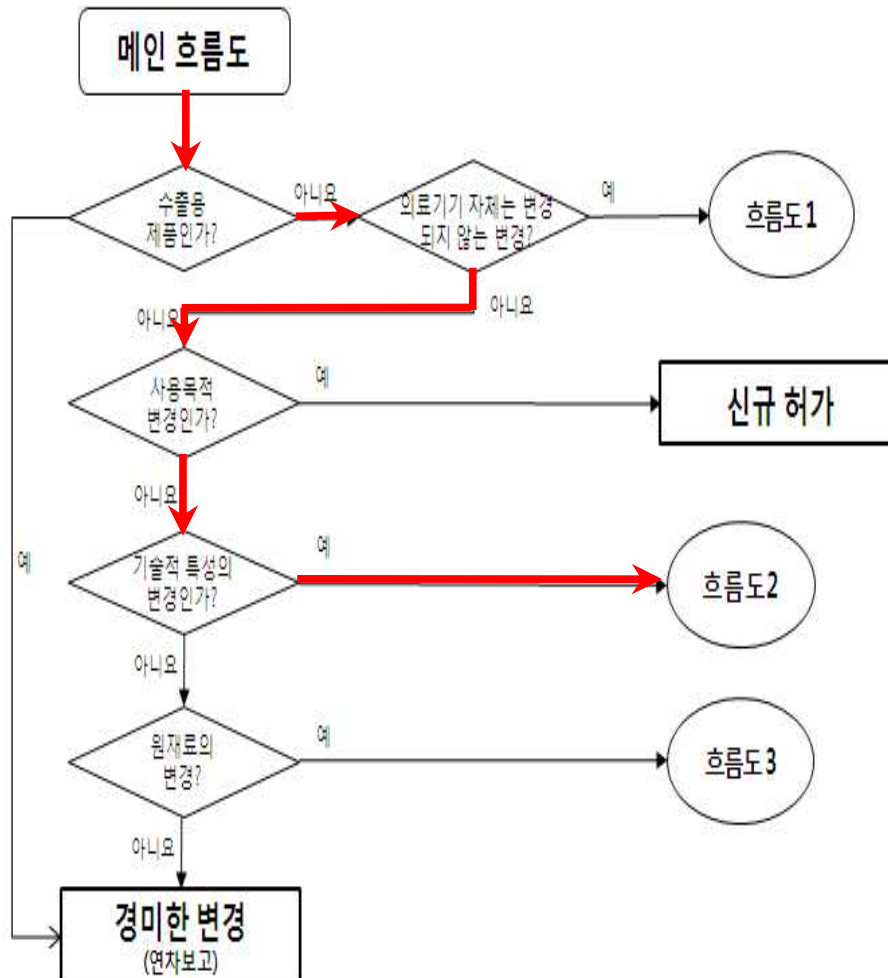 메인 흐름도
수출용
제품인가?
아니요
의료기기 자체는 변경
되지 않는 변경?
예
흐름도1
아니요
아니요
사용목적
변경인가?
예
신규 허가
아니요
예
기술적 특성의
변경인가?
예
흐름도2
아니요
원재료의
변경?
예
흐름도3
아니요
경미한 변경
(연차보고)